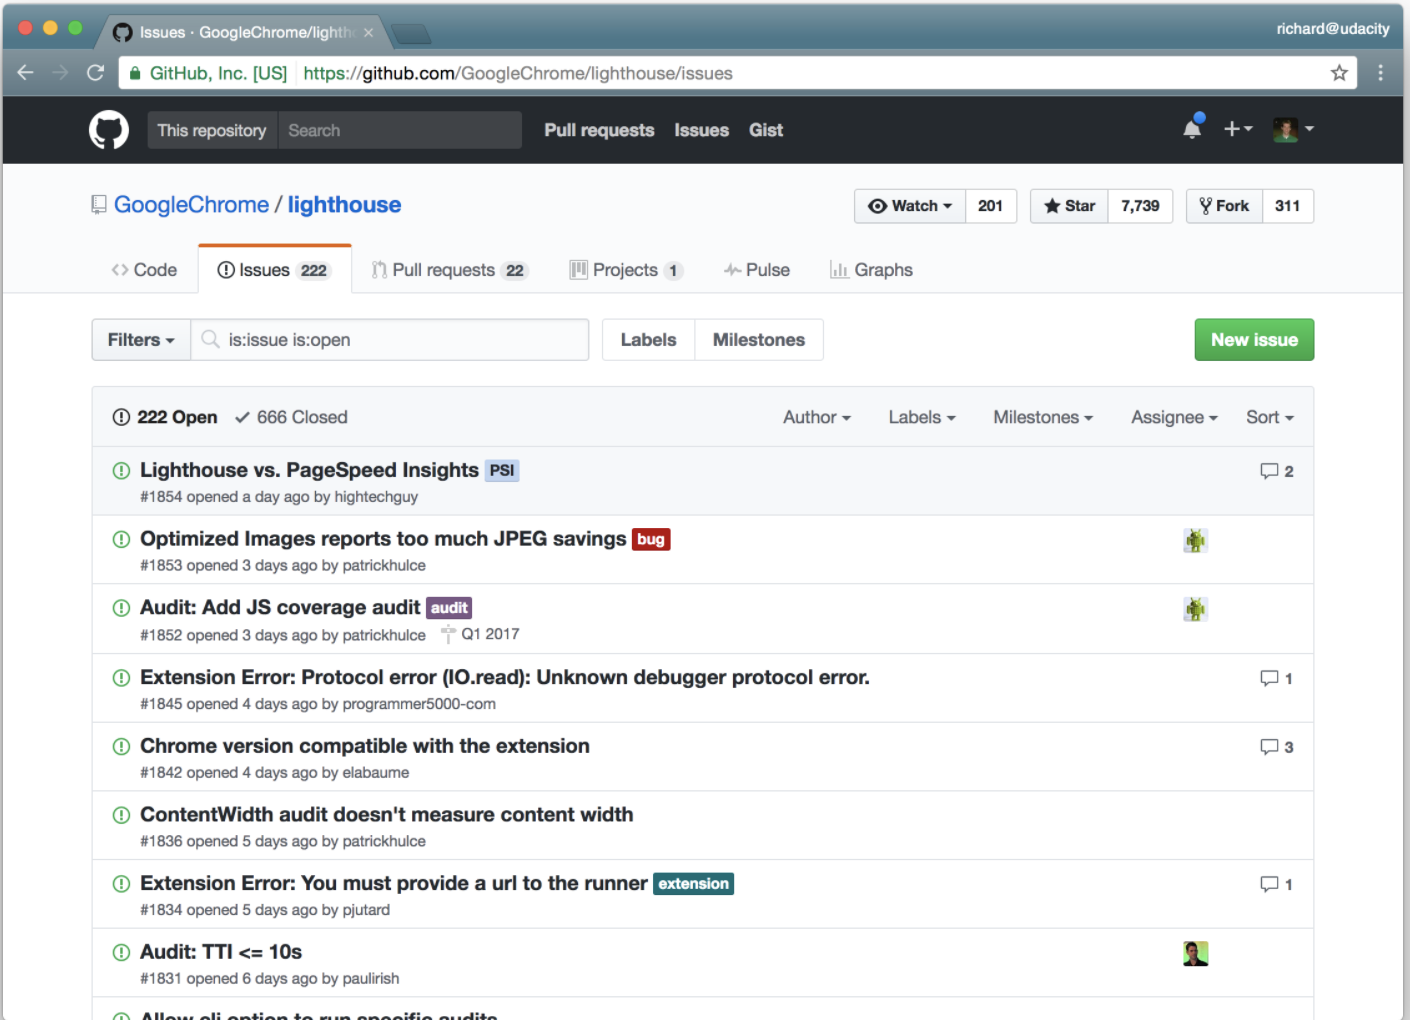 Issues · GoogleChrome/lighth
richard@udacity
GitHub, Inc. [US] https://github.com/GoogleChrome/lighthouse/issues
This repository Search Pull requests Issues Gist
GoogleChrome / lighthouse Watch 201 Star 7,739 Fork 311
Code Issues 222 Pull requests 22 Projects 1 Pulse Graphs
Filters is:issue is:open Labels Milestones New issue
222 Open 666 Closed Author Labels Milestones Assignee Sort
Lighthouse vs. PageSpeed Insights PSI 2
#1854 opened a day ago by hightechguy
Optimized Images reports too much JPEG savings bug
#1853 opened 3 days ago by patrickhulce
Audit: Add JS coverage audit audit
#1852 opened 3 days ago by patrickhulce Q1 2017
Extension Error: Protocol error (IO.read): Unknown debugger protocol error. 1
#1845 opened 4 days ago by programmer5000-com
Chrome version compatible with the extension 3
#1842 opened 4 days ago by elabaume
ContentWidth audit doesn't measure content width
#1836 opened 5 days ago by patrickhulce
Extension Error: You must provide a url to the runner extension 1
#1834 opened 5 days ago by pjutard
Audit: TTI <= 10s
#1831 opened 6 days ago by paulirish
Allow cli option to run specific audits